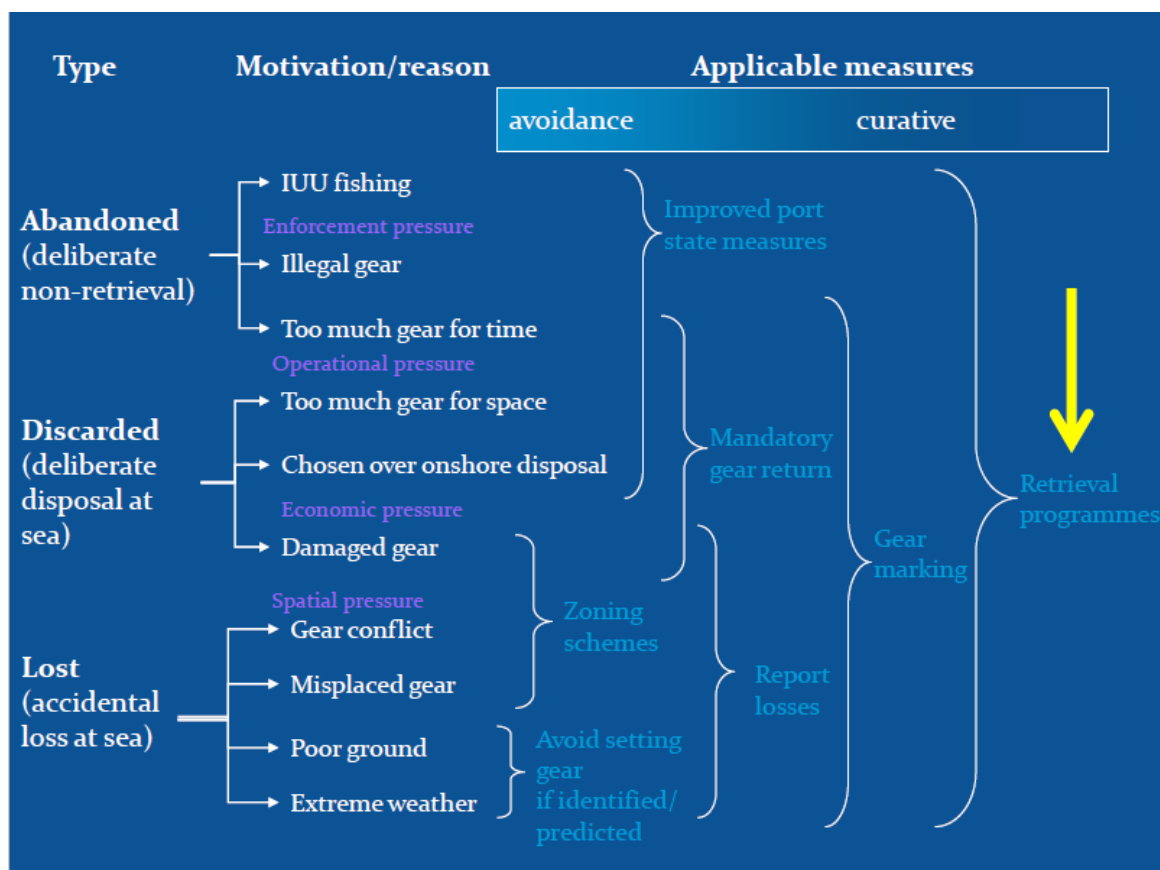 Type
Motivation/reason
Applicable measures
avoidance
curative
Abandoned
(deliberate
non-retrieval)
IUU fishing
Enforcement pressure
Illegal gear
Too much gear for time
Operational pressure
Discarded
(deliberate
disposal at
sea)
Too much gear for space
Chosen over onshore disposal
Economic pressure
Damaged gear
Lost
(accidental
loss at sea)
Spatial pressure
Gear conflict
Misplaced gear
Poor ground
Extreme weather
Improved port
state measures
Mandatory
gear return
Zoning
schemes
Avoid setting
gear
if identified/
predicted
Report
losses
Gear
marking
Retrieval
programmes